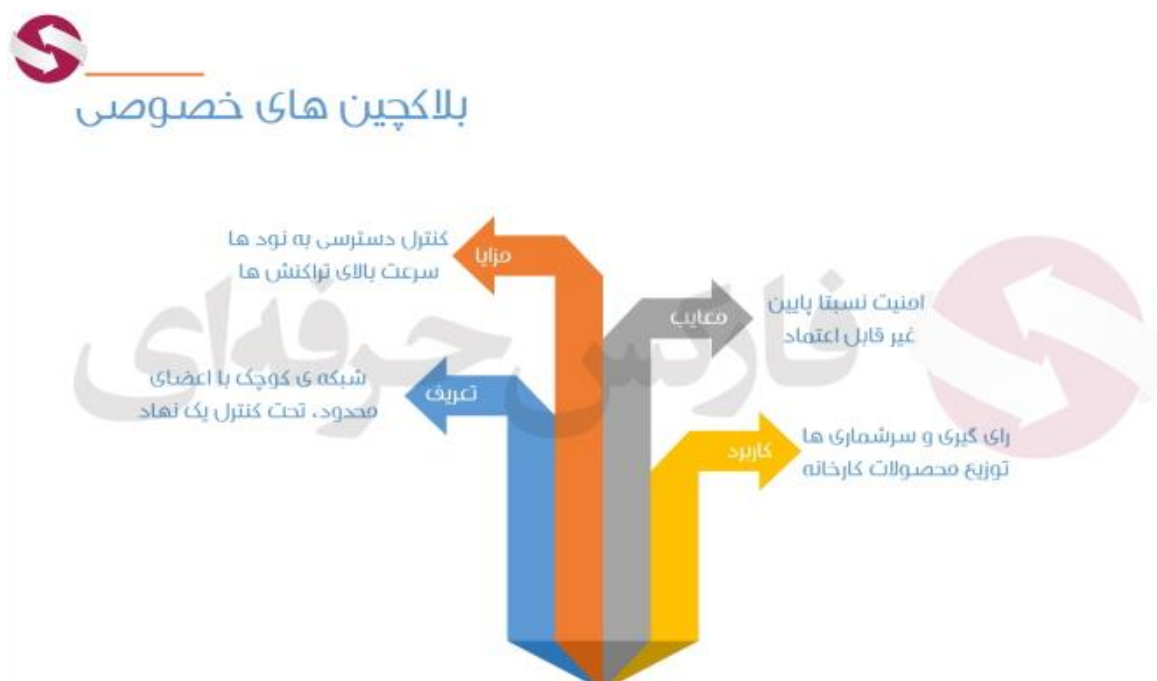 بلاکچین های خصوصی
مزایا
کنترل دسترسی به نود ها
سرعت بالای تراکنش ها
معایب
امنیت نسبتا پایین
غیر قابل اعتماد
تعریف
شبکه ی کوچک با اعضای
محدود، تحت کنترل یک نهاد
کاربرد
رای گیری و سرشماری ها
توزیع محصولات کارخانه
فارکس حرفه‌ای